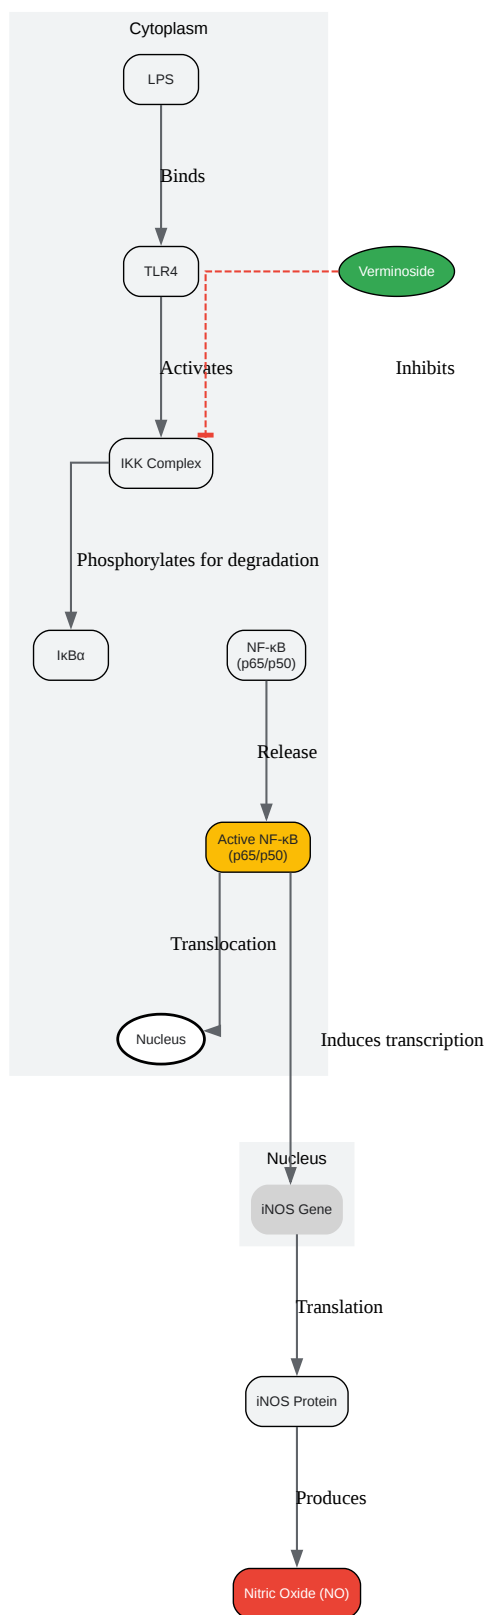 Cytoplasm
LPS
Binds
TLR4
Verminoside
Activates
Inhibits
IKK Complex
Phosphorylates for degradation
IκBα
NF-κB
(p65/p50)
Release
Active NF-κB
(p65/p50)
Translocation
Nucleus
Induces transcription
Nucleus
iNOS Gene
Translation
iNOS Protein
Produces
Nitric Oxide (NO)